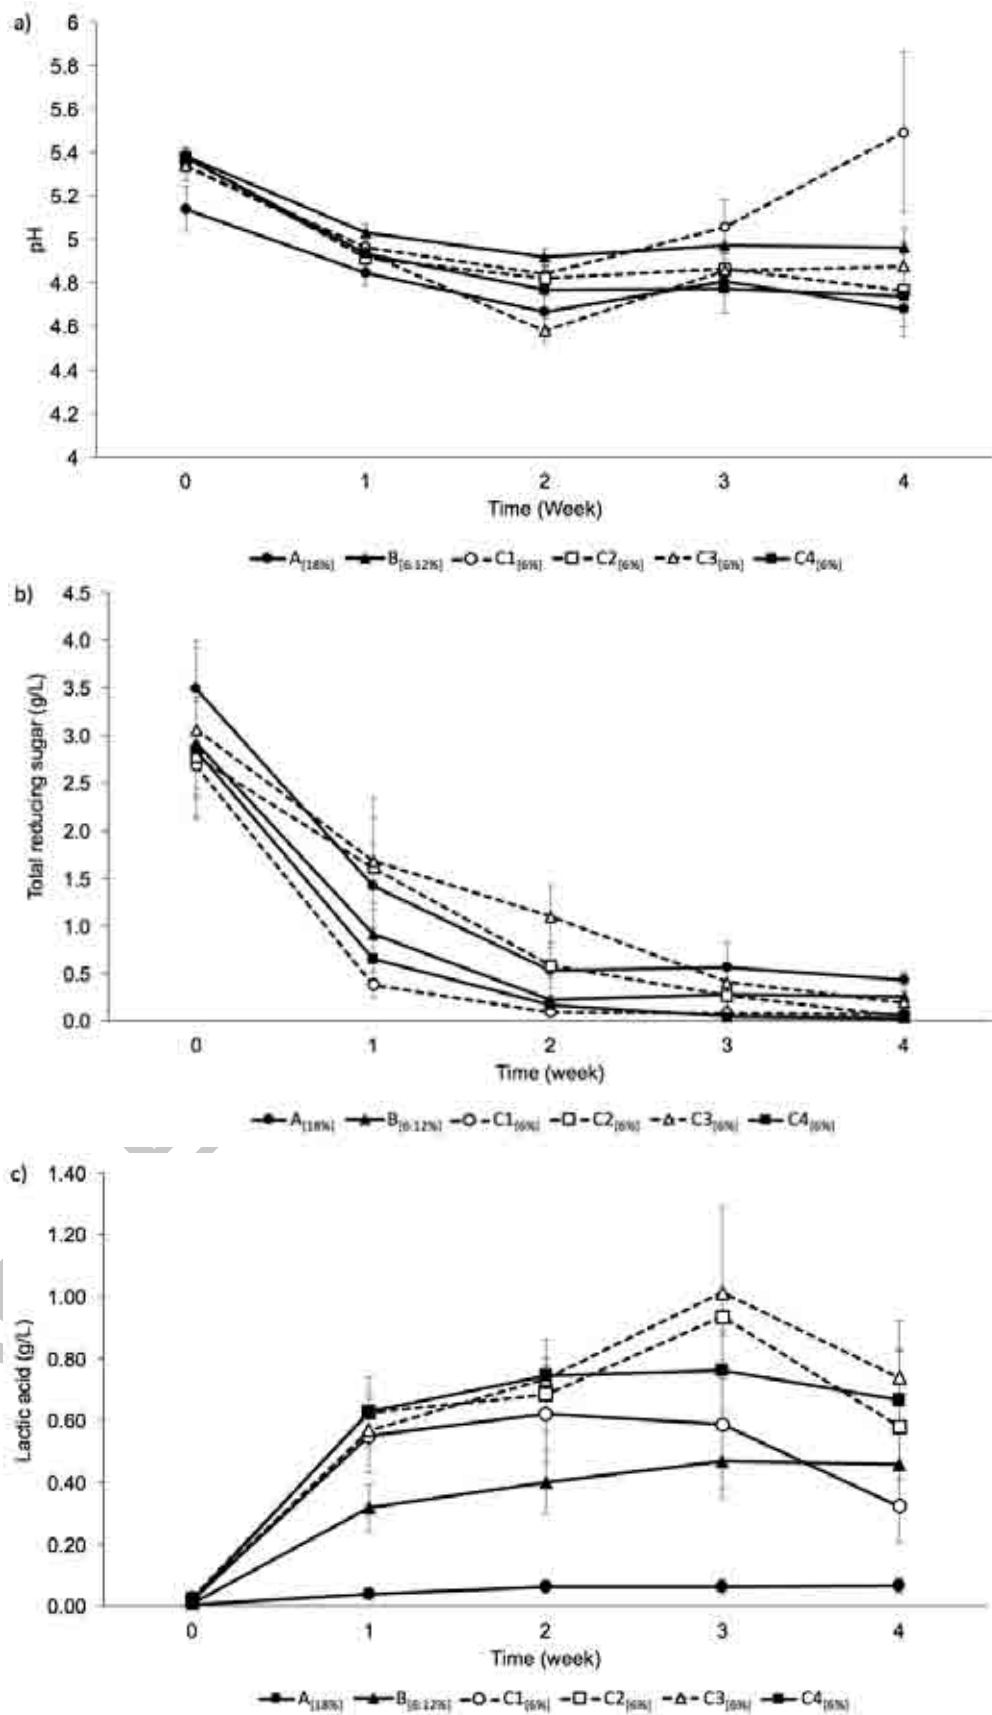 a)
6
5.8
5.6
5.4
5.2
5
4.8
4.6
4.4
4.2
4
pH
0 1 2 3 4
Time (Week)
A[18%] B[6:12%] C1[6%] C2[6%] C3[6%] C4[6%]
b)
4.5
4.0
3.5
3.0
2.5
2.0
1.5
1.0
0.5
0.0
Total reducing sugar (g/L)
0 1 2 3 4
Time (week)
A[18%] B[6:12%] C1[6%] C2[6%] C3[6%] C4[6%]
c)
1.40
1.20
1.00
0.80
0.60
0.40
0.20
0.00
Lactic acid (g/L)
0 1 2 3 4
Time (week)
A[18%] B[6:12%] C1[6%] C2[6%] C3[6%] C4[6%]